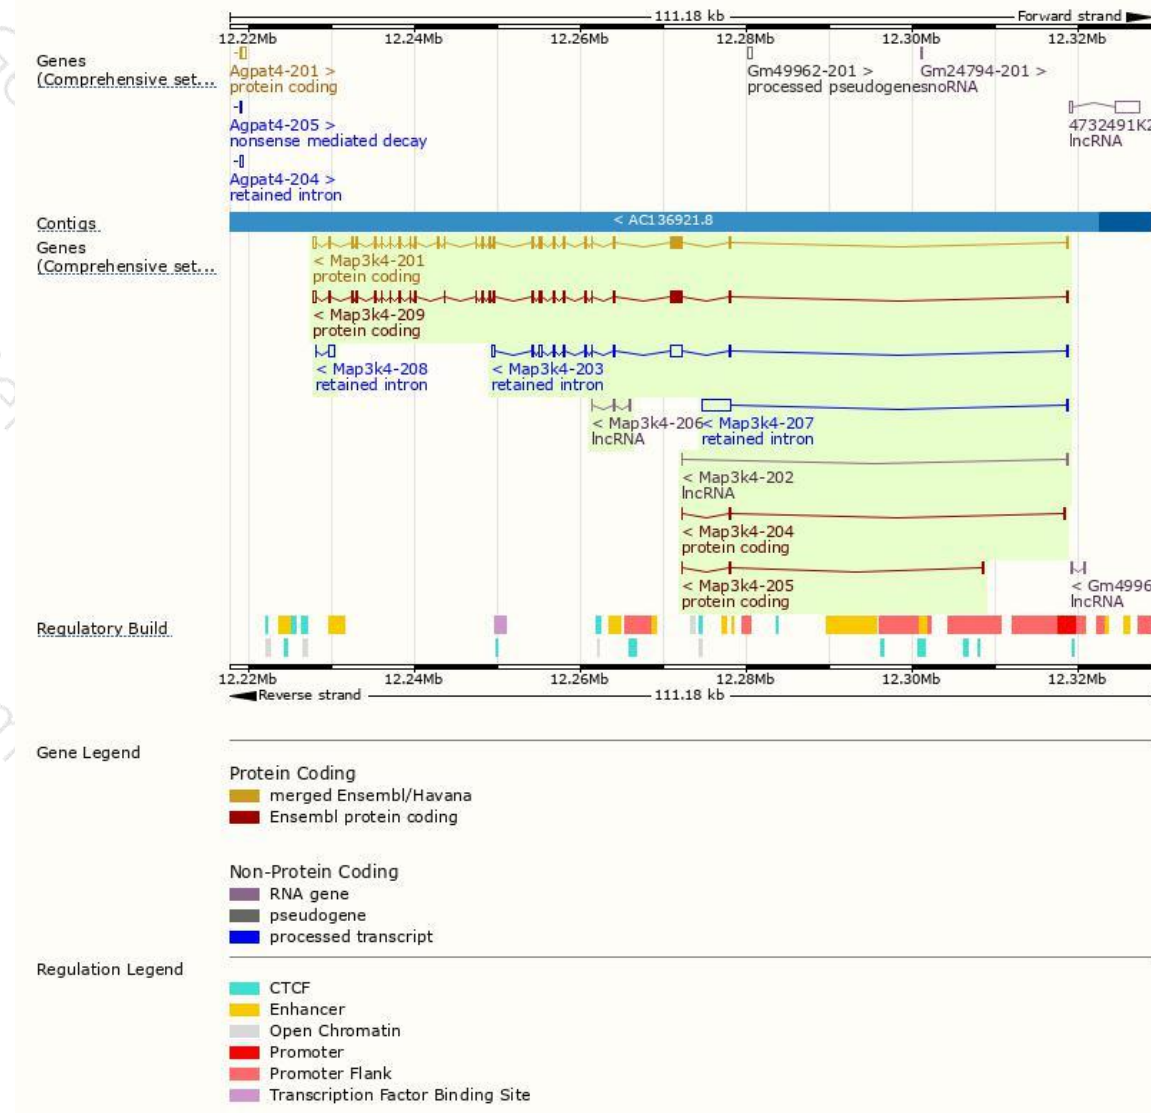 111.18 kb
Forward strand
12.22Mb 12.24Mb 12.26Mb 12.28Mb 12.30Mb 12.32Mb
Genes
(Comprehensive set...
Agpat4-201 >
protein coding
Gm49962-201 >
processed pseudogene
Gm24794-201 >
snoRNA
Agpat4-205 >
nonsense mediated decay
4732491K2
lncRNA
Agpat4-204 >
retained intron
Contigs
< AC136921.8
Genes
(Comprehensive set...
< Map3k4-201
protein coding
< Map3k4-209
protein coding
< Map3k4-208
retained intron
< Map3k4-203
retained intron
< Map3k4-206
lncRNA
< Map3k4-207
retained intron
< Map3k4-202
lncRNA
< Map3k4-204
protein coding
< Map3k4-205
protein coding
< Gm4996
lncRNA
Regulatory Build
12.22Mb 12.24Mb 12.26Mb 12.28Mb 12.30Mb 12.32Mb
Reverse strand
111.18 kb
Gene Legend
Protein Coding
merged Ensembl/Havana
Ensembl protein coding
Non-Protein Coding
RNA gene
pseudogene
processed transcript
Regulation Legend
CTCF
Enhancer
Open Chromatin
Promoter
Promoter Flank
Transcription Factor Binding Site